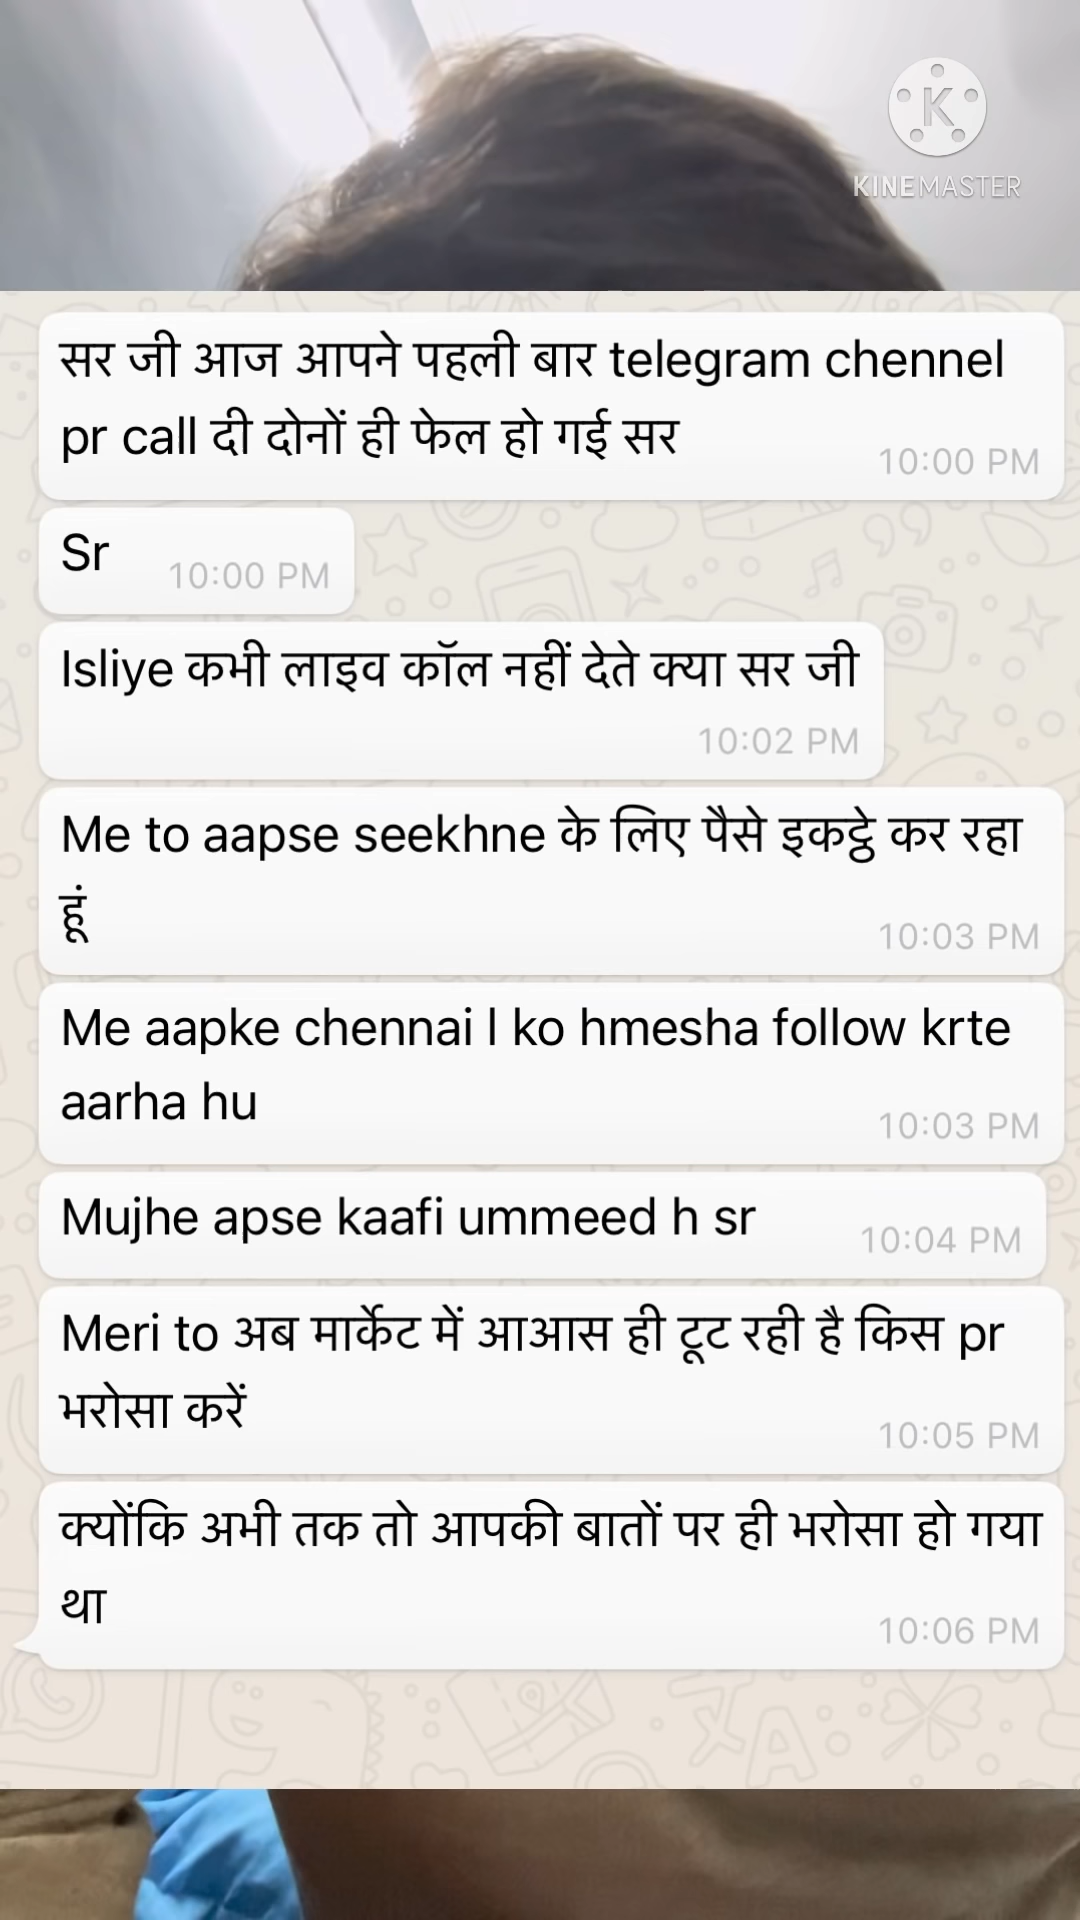 KINEMASTER
सर जी आज आपने पहली बार telegram chennel
pr call दी दोनों ही फेल हो गई सर
10:00 PM
Sr
10:00 PM
Isliye कभी लाइव कॉल नहीं देते क्या सर जी
10:02 PM
Me to aapse seekhne के लिए पैसे इकट्ठे कर रहा
हूं
10:03 PM
Me aapke chennai l ko hmesha follow krte
aarha hu
10:03 PM
Mujhe apse kaafi ummeed h sr
10:04 PM
Meri to अब मार्केट में आआस ही टूट रही है किस pr
भरोसा करें
10:05 PM
क्योंकि अभी तक तो आपकी बातों पर ही भरोसा हो गया
था
10:06 PM